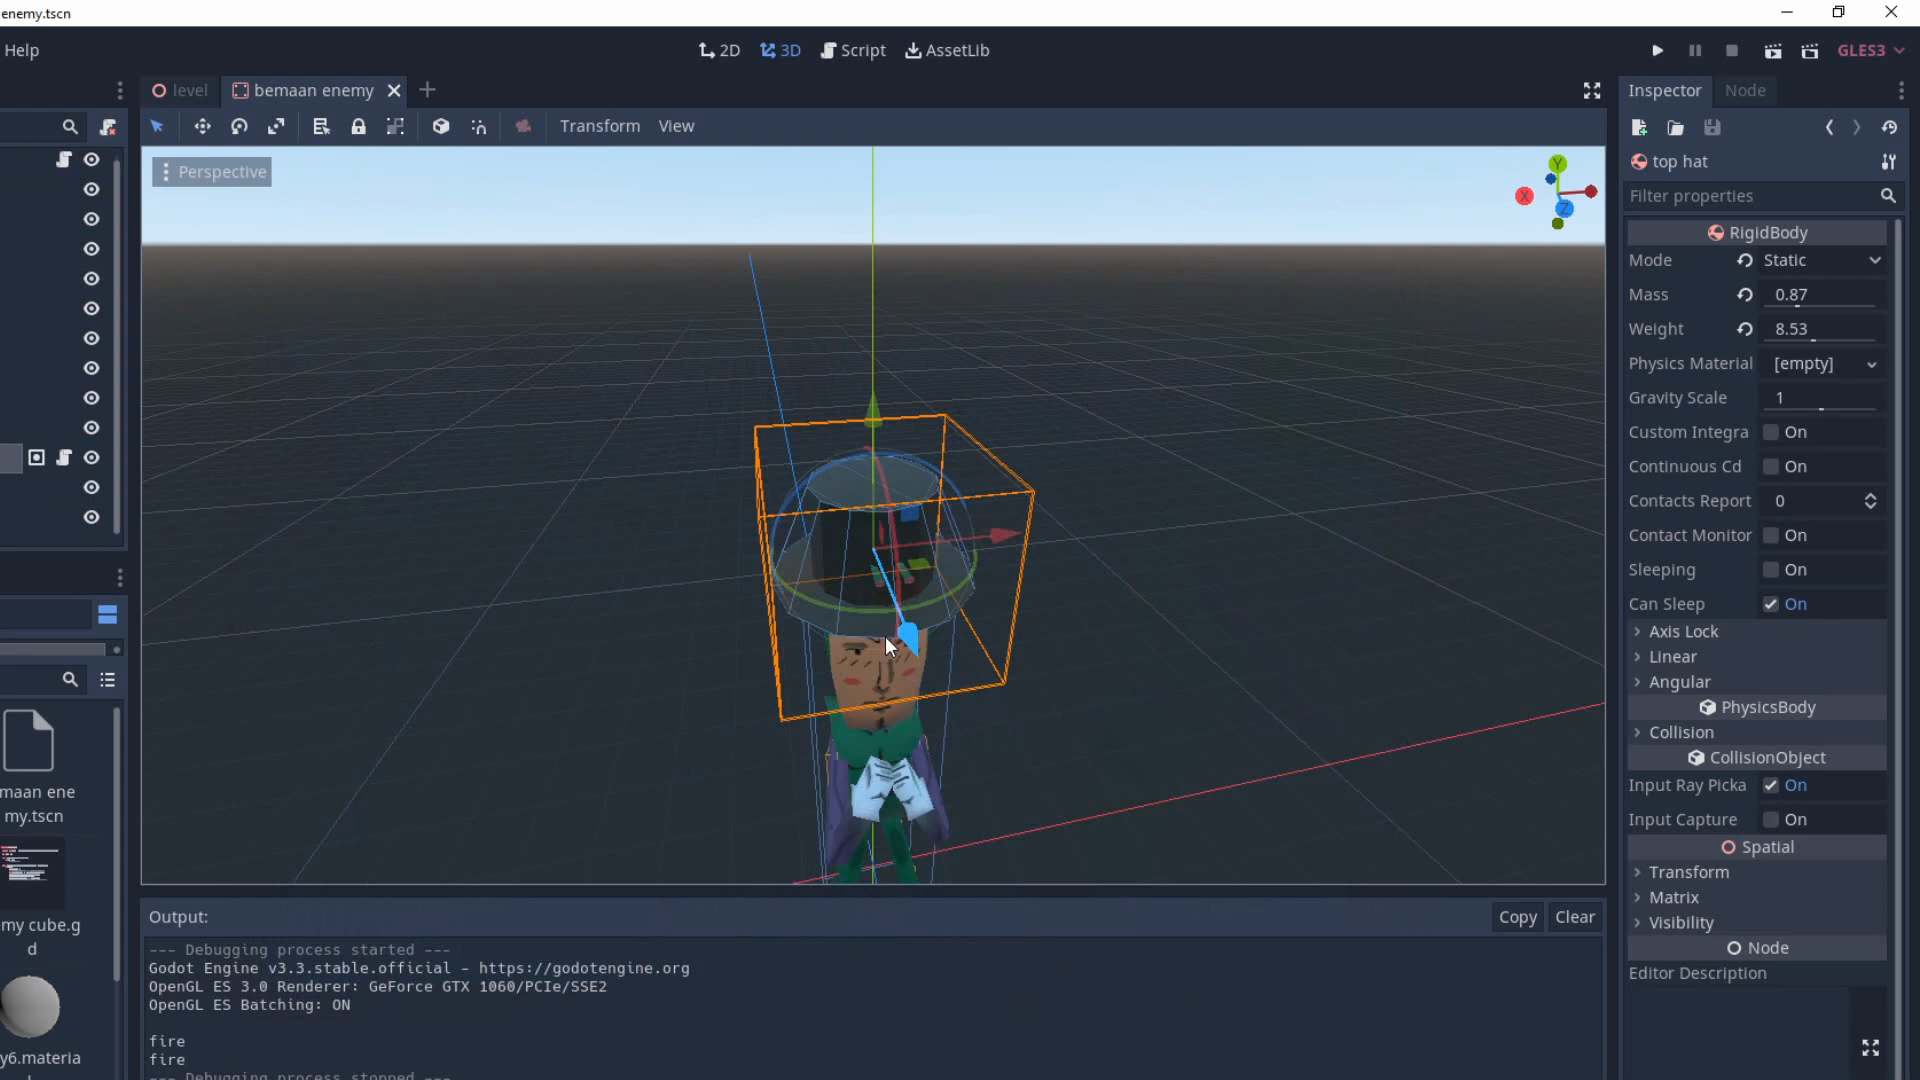 enemy.tscn
Help
2D
3D
Script
AssetLib
GLES3
level
bemaan enemy
Inspector
Node
Transform
View
Perspective
Y
X
Z
top hat
Filter properties
RigidBody
Mode Static
Mass 0.87
Weight 8.53
Physics Material [empty]
Gravity Scale 1
Custom Integra On
Continuous Cd On
Contacts Report 0
Contact Monitor On
Sleeping On
Can Sleep On
Axis Lock
Linear
Angular
PhysicsBody
Collision
CollisionObject
Input Ray Picka On
Input Capture On
Spatial
Transform
Matrix
Visibility
Node
Editor Description
maan ene
my.tscn
my cube.g
d
y6.materia
Output:
Copy
Clear
--- Debugging process started ---
Godot Engine v3.3.stable.official - https://godotengine.org
OpenGL ES 3.0 Renderer: GeForce GTX 1060/PCIe/SSE2
OpenGL ES Batching: ON
fire
fire
--- Debugging process stopped ---